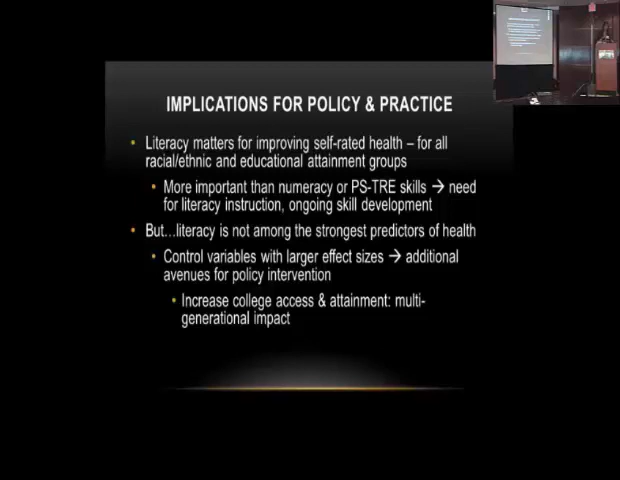 IMPLICATIONS FOR POLICY & PRACTICE
• Literacy matters for improving self-rated health – for all
racial/ethnic and educational attainment groups
• More important than numeracy or PS-TRE skills → need
for literacy instruction, ongoing skill development
• But…literacy is not among the strongest predictors of health
• Control variables with larger effect sizes → additional
avenues for policy intervention
• Increase college access & attainment: multi-
generational impact